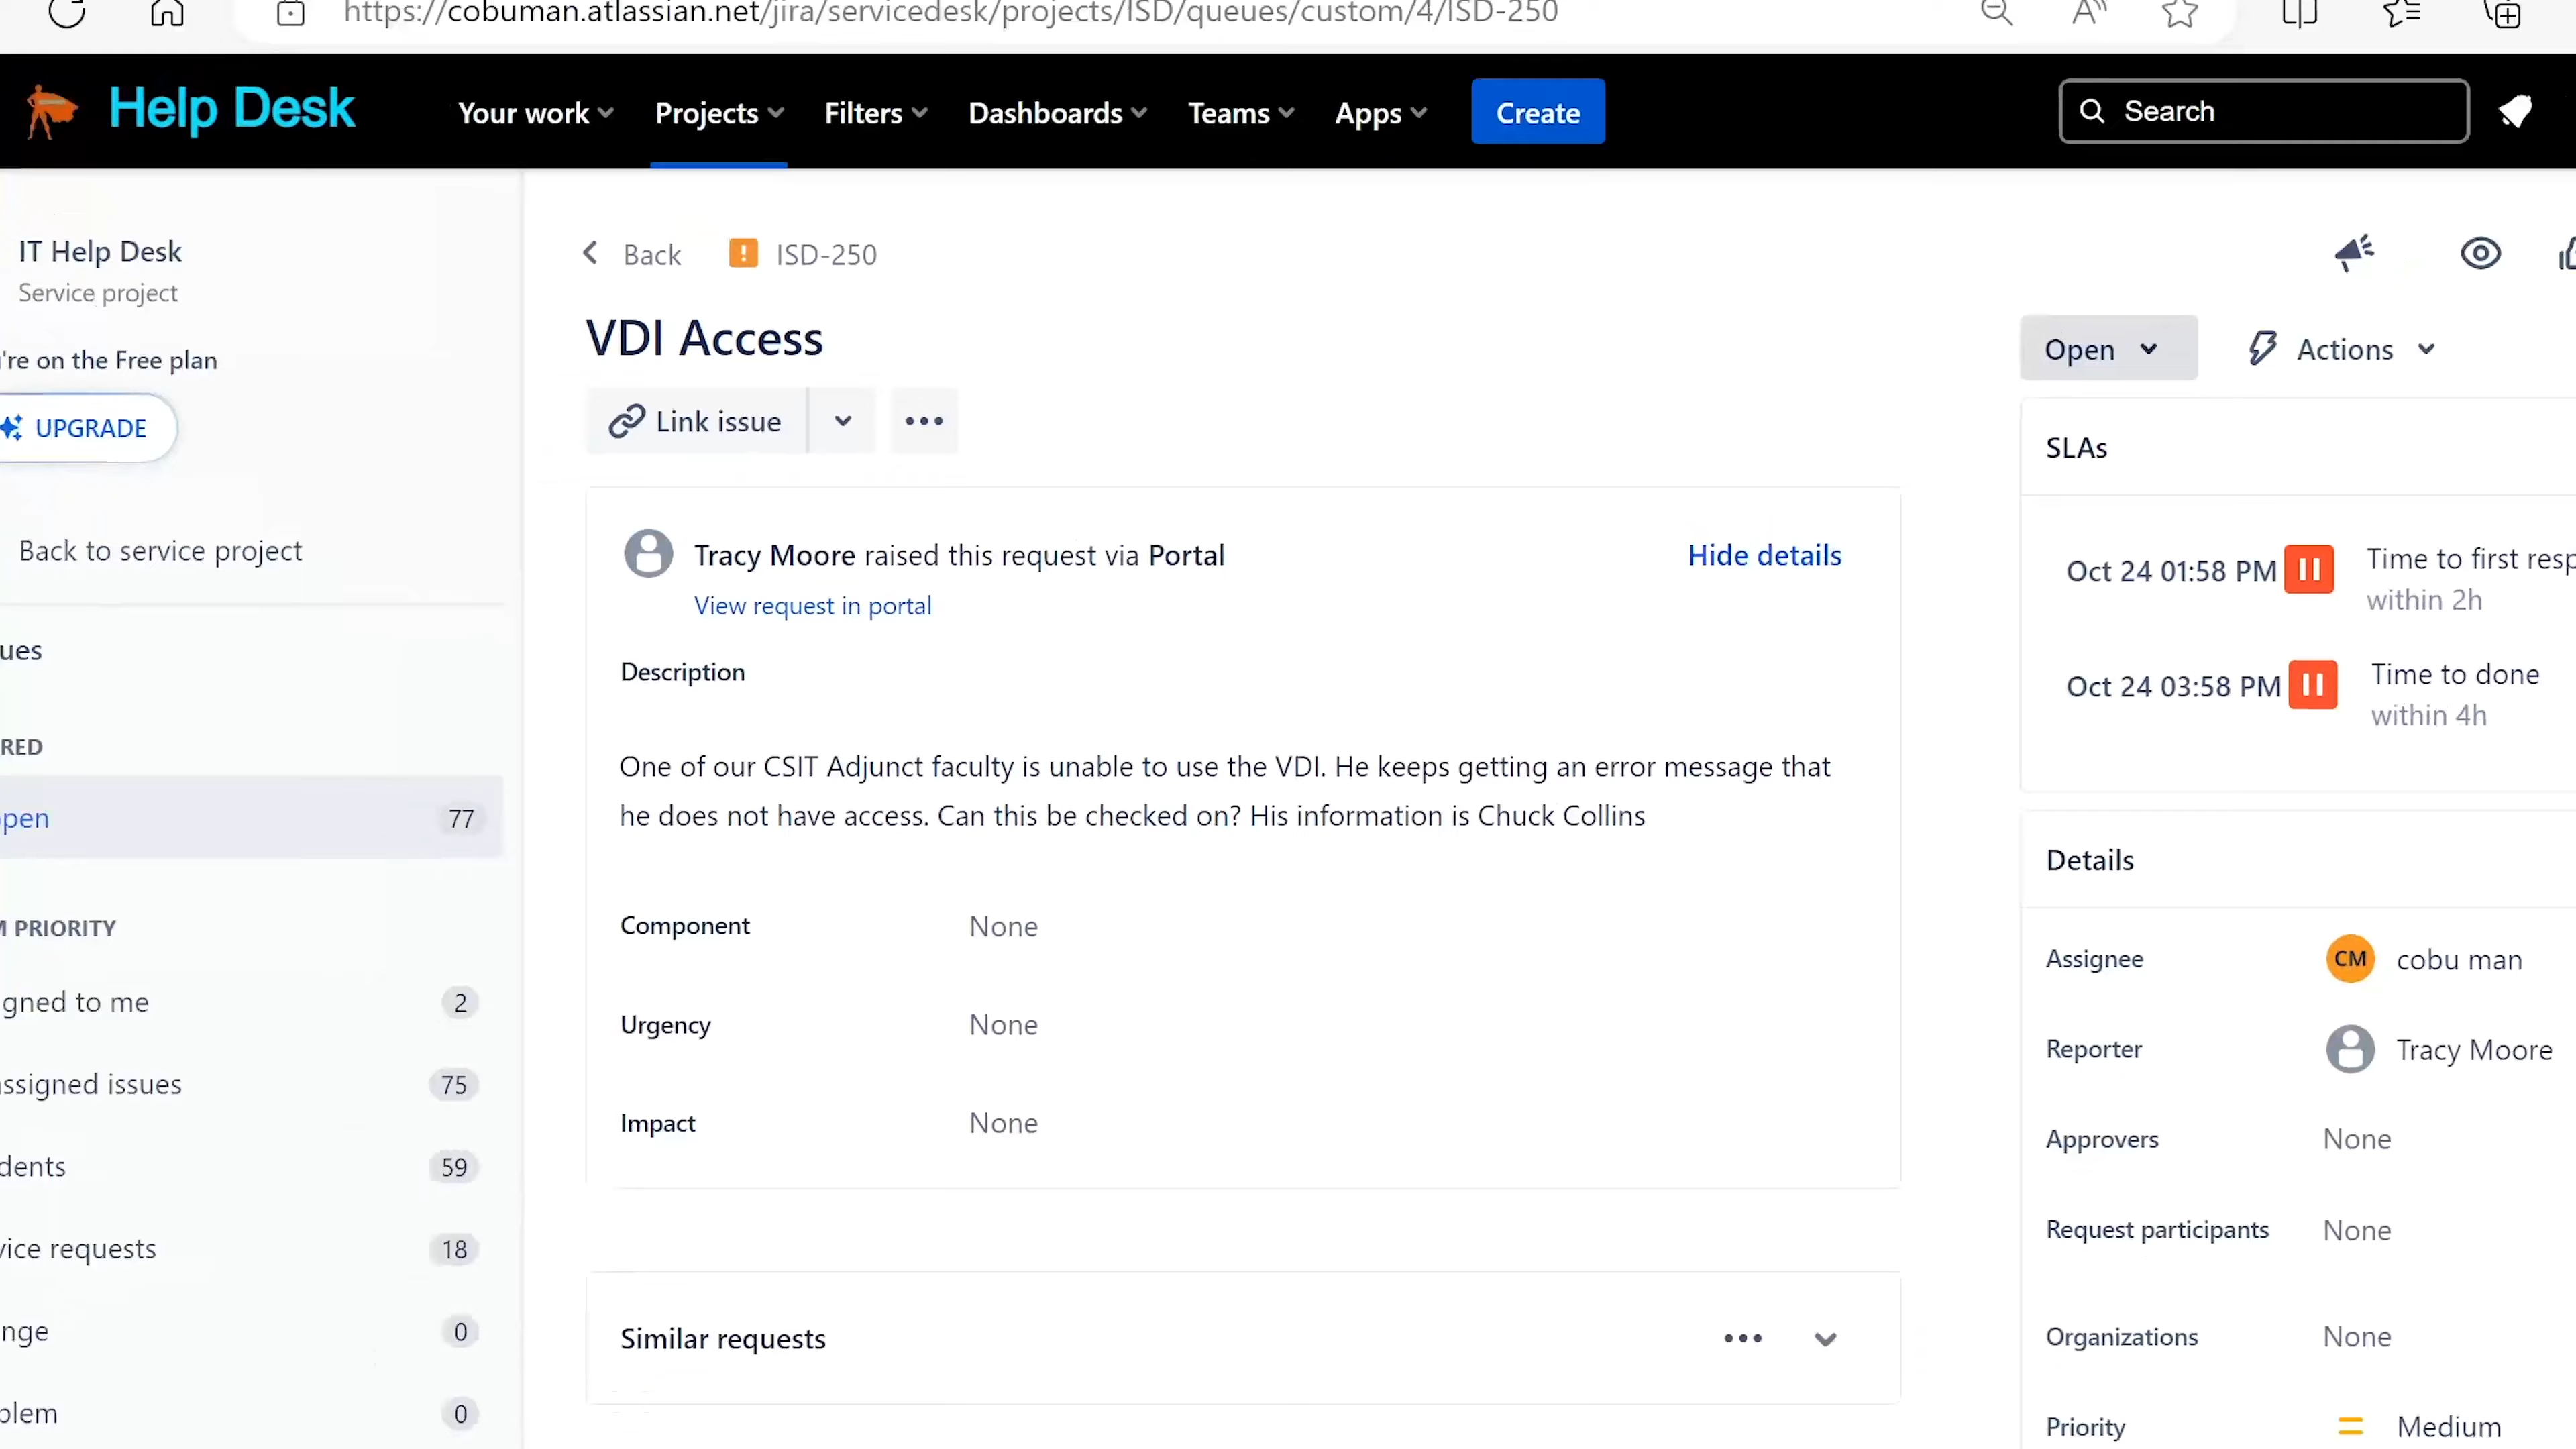 https://cobuman.atlassian.net/jira/servicedesk/projects/ISD/queues/custom/4/ISD-250
Help Desk
Your work
Projects
Filters
Dashboards
Teams
Apps
Create
Search
IT Help Desk
Service project
're on the Free plan
UPGRADE
Back to service project
ues
RED
open 77
M PRIORITY
gned to me 2
assigned issues 75
dents 59
vice requests 18
nge 0
blem 0
Back
ISD-250
VDI Access
Link issue
Tracy Moore raised this request via Portal
Hide details
View request in portal
Description
One of our CSIT Adjunct faculty is unable to use the VDI. He keeps getting an error message that
he does not have access. Can this be checked on? His information is Chuck Collins
Component None
Urgency None
Impact None
Similar requests
Open
Actions
SLAs
Oct 24 01:58 PM Time to first resp
within 2h
Oct 24 03:58 PM Time to done
within 4h
Details
Assignee CM cobu man
Reporter Tracy Moore
Approvers None
Request participants None
Organizations None
Priority Medium